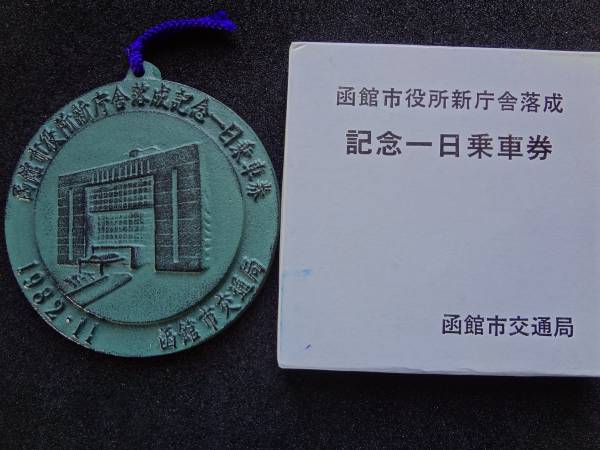 函館市役所新庁舎落成記念一日乗車券
1982・11
函館市交通局
函館市役所新庁舎落成
記念一日乗車券
函館市交通局